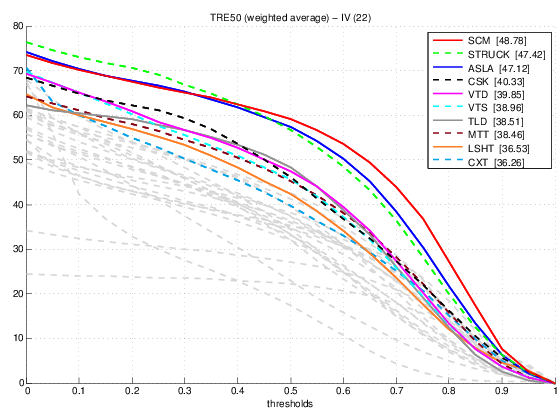 TRE50 (weighted average) – IV (22)
80
70
60
50
40
30
20
10
0
SCM [48.78]
STRUCK [47.42]
ASLA [47.12]
CSK [40.33]
VTD [39.85]
VTS [38.96]
TLD [38.51]
MTT [38.46]
LSHT [36.53]
CXT [36.26]
0 0.1 0.2 0.3 0.4 0.5 0.6 0.7 0.8 0.9 1
thresholds